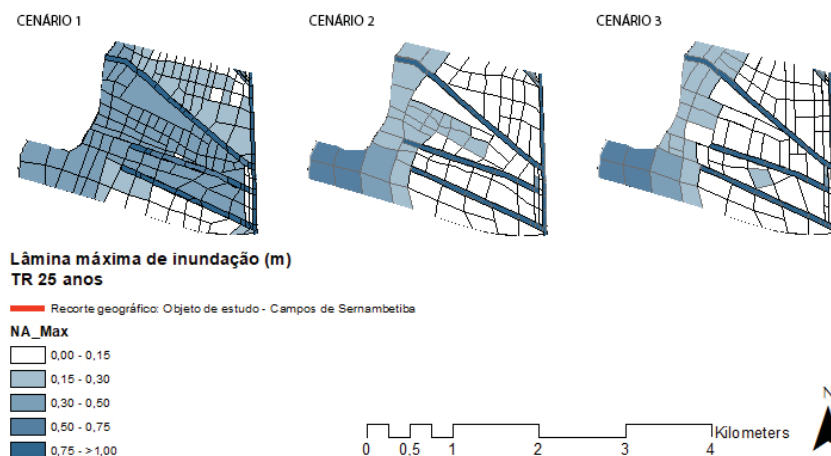 CENÁRIO 1
CENÁRIO 2
CENÁRIO 3
Lâmina máxima de inundação (m)
TR 25 anos
Recorte geográfico: Objeto de estudo - Campos de Sernambetiba
NA_Max
0,00 - 0,15
0,15 - 0,30
0,30 - 0,50
0,50 - 0,75
0,75 - >1,00
N
Kilometers
0 0,5 1 2 3 4